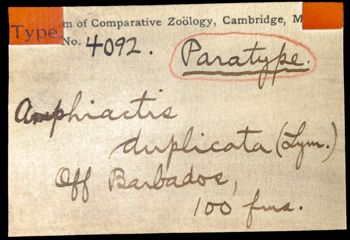 m of Comparative Zoölogy, Cambridge, M
Type No. 4092.
Paratype.
Amphiactis
duplicata (Lym.)
Off Barbados,
100 fms.